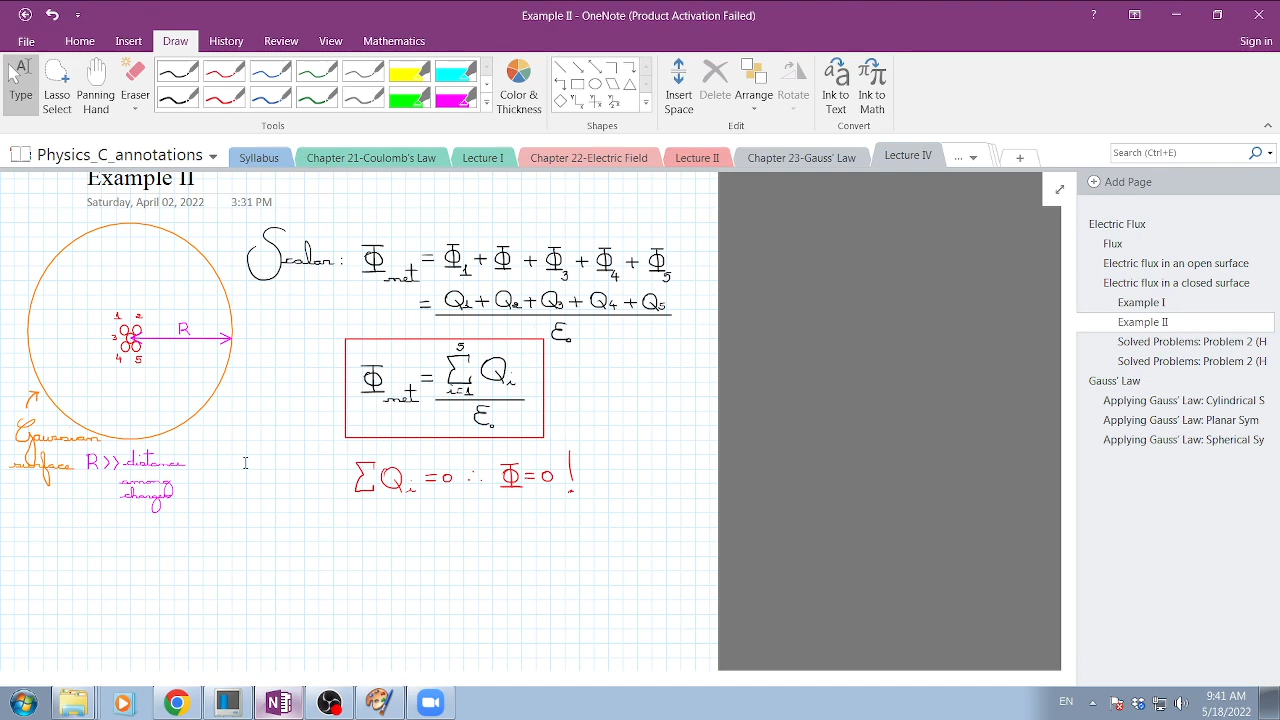 Example II - OneNote (Product Activation Failed)
?
File Home Insert Draw History Review View Mathematics Sign in
Type
Lasso Select
Panning Hand
Eraser
Color & Thickness
Insert Space
Delete
Arrange
Rotate
Ink to Text
Ink to Math
Tools Shapes Edit Convert
Physics_C_annotations Syllabus Chapter 21-Coulomb's Law Lecture I Chapter 22-Electric Field Lecture II Chapter 23-Gauss' Law Lecture IV ... + Search (Ctrl+E)
Example II
Saturday, April 02, 2022 3:31 PM
Scalar: Φnet = Φ1 + Φ + Φ3 + Φ4 + Φ5
= Q1 + Q2 + Q3 + Q4 + Q5
ε0
1 2
3 R
4 5
Φnet = 5 Σ i=1 Qi
ε0
Gaussian
surface
R >> distance
among
charges
ΣQi = 0 ∴ Φ = 0 !
Add Page
Electric Flux
Flux
Electric flux in an open surface
Electric flux in a closed surface
Example I
Example II
Solved Problems: Problem 2 (H
Solved Problems: Problem 2 (H
Gauss' Law
Applying Gauss' Law: Cylindrical S
Applying Gauss' Law: Planar Sym
Applying Gauss' Law: Spherical Sy
EN
9:41 AM
5/18/2022